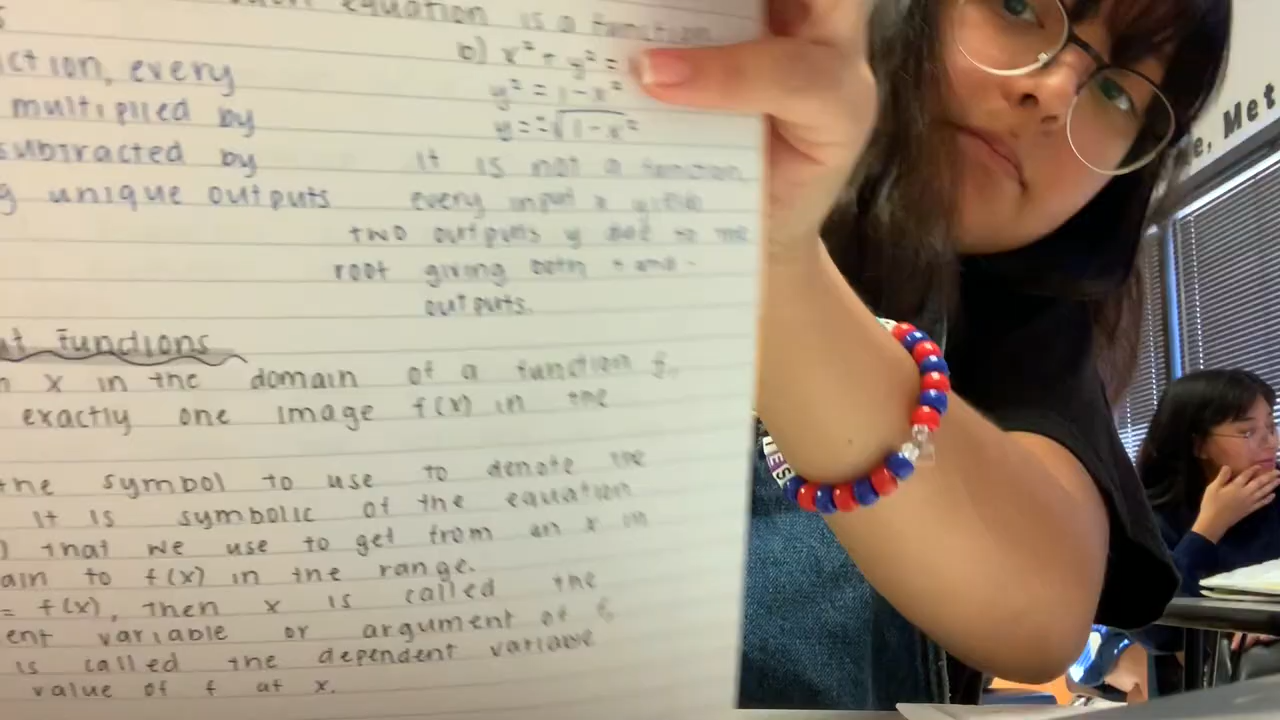 equation is a function
b) x² + y² =
y² = 1 - x²
y = ±√1 - x²
ction, every
multiplied by
subtracted by
g unique outputs
it is not a function
every input x yields
two outputs y due to the
root giving both + and -
outputs.
ut Functions
n x in the domain of a function f,
exactly one image f(x) in the
the symbol to use to denote the
It is symbolic of the equation
) that we use to get from an x in
ain to f(x) in the range.
= f(x), then x is called the
ent variable or argument of f,
is called the dependent variable
value of f at x.
e, Met